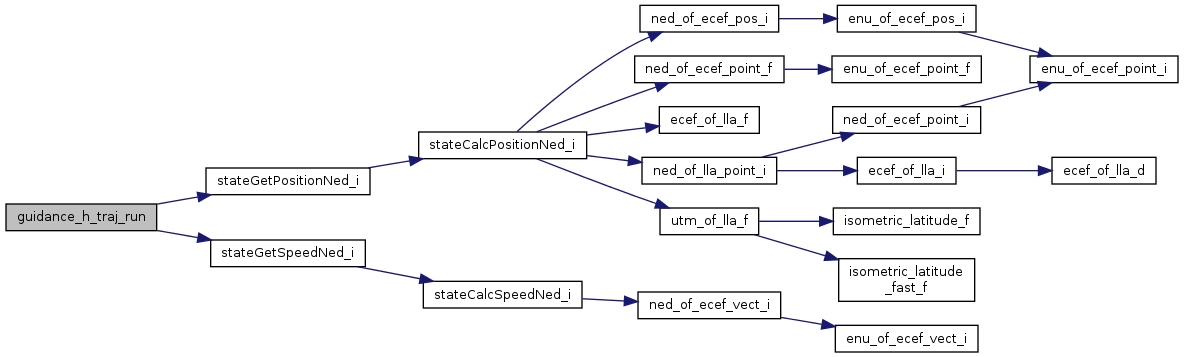 guidance_h_traj_run
stateGetPositionNed_i
stateCalcPositionNed_i
ned_of_ecef_pos_i
enu_of_ecef_pos_i
enu_of_ecef_point_i
ned_of_ecef_point_f
enu_of_ecef_point_f
ecef_of_lla_f
ned_of_lla_point_i
ned_of_ecef_point_i
ecef_of_lla_i
ecef_of_lla_d
utm_of_lla_f
isometric_latitude_f
isometric_latitude
_fast_f
stateGetSpeedNed_i
stateCalcSpeedNed_i
ned_of_ecef_vect_i
enu_of_ecef_vect_i